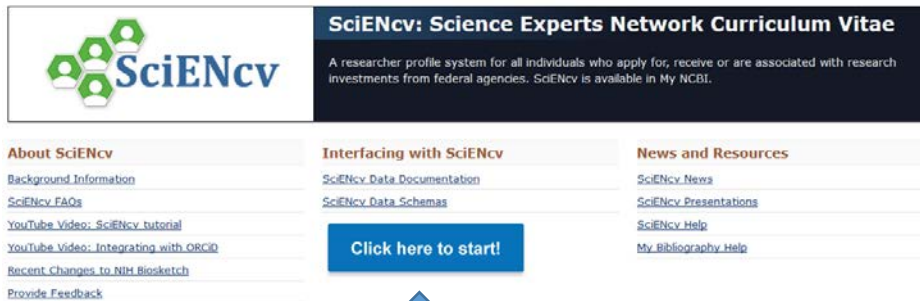 SciENcv
SciENcv: Science Experts Network Curriculum Vitae
A researcher profile system for all individuals who apply for, receive or are associated with research
investments from federal agencies. SciENcv is available in My NCBI.
About SciENcv
Background Information
SciENcv FAQs
YouTube Video: SciENcv tutorial
YouTube Video: Integrating with ORCiD
Recent Changes to NIH Biosketch
Provide Feedback
Interfacing with SciENcv
SciENcv Data Documentation
SciENcv Data Schemas
Click here to start!
News and Resources
SciENcv News
SciENcv Presentations
SciENcv Help
My Bibliography Help